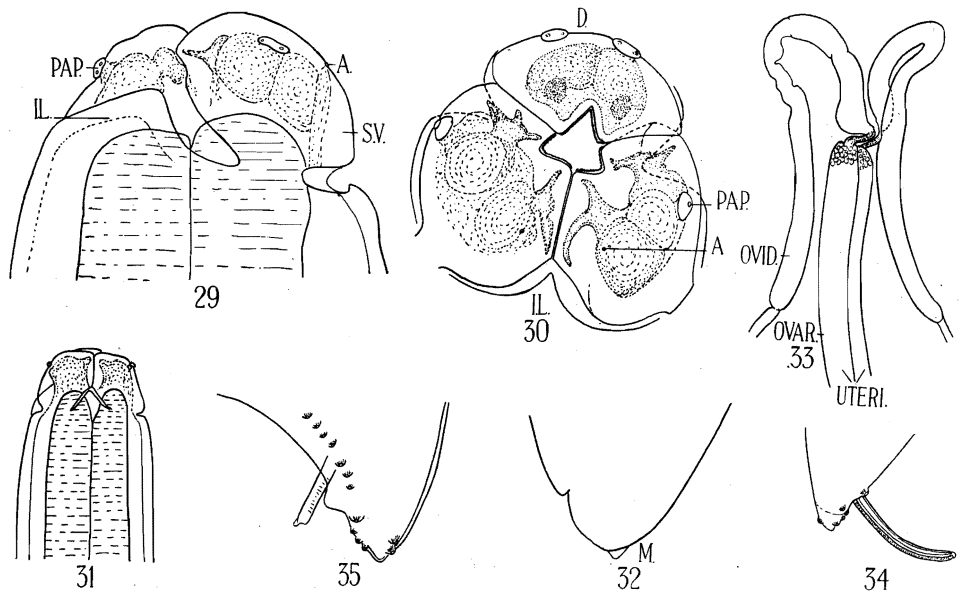 PAP.
IL.
A.
S.V.
29
D.
PAP.
A
IL.
30
OVID.
OVAR.
33
UTERI.
31
35
M.
32
34